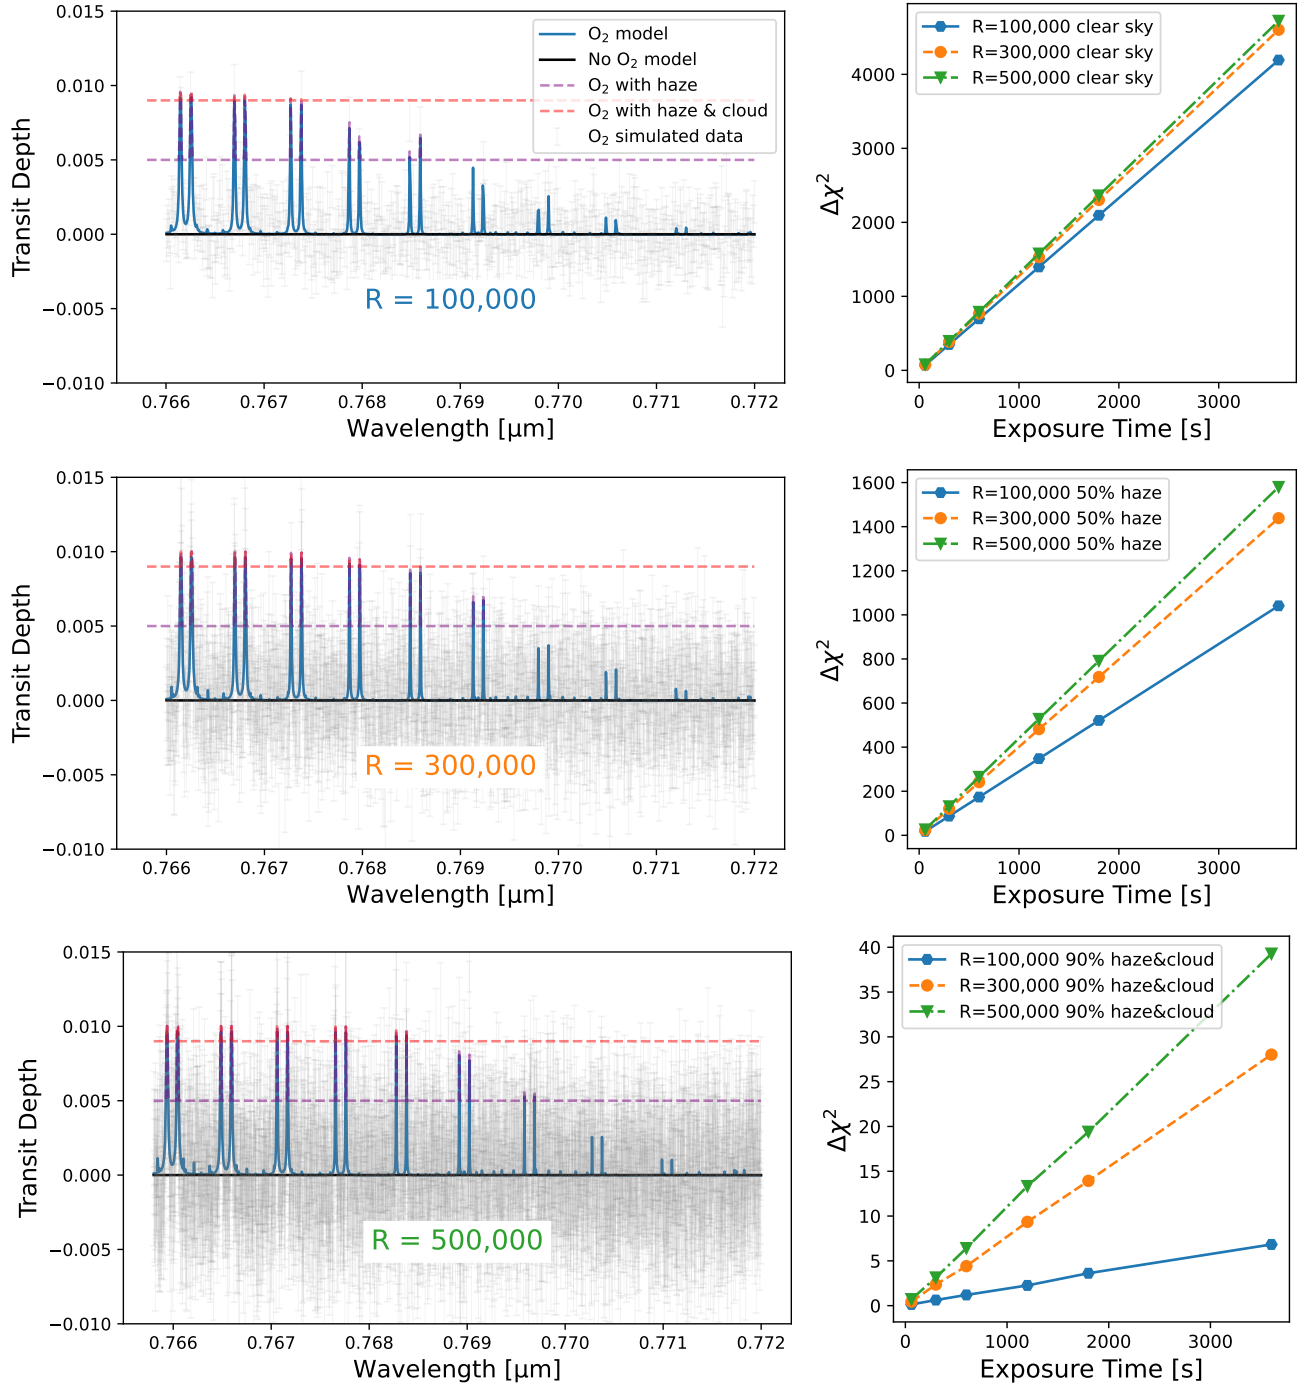 0.015
0.010
0.005
0.000
−0.005
−0.010
Transit Depth
0.766 0.767 0.768 0.769 0.770 0.771 0.772
Wavelength [μm]
O₂ model
No O₂ model
O₂ with haze
O₂ with haze & cloud
O₂ simulated data
R = 100,000
4000
3000
2000
1000
0
Δχ²
0 1000 2000 3000
Exposure Time [s]
R=100,000 clear sky
R=300,000 clear sky
R=500,000 clear sky
0.015
0.010
0.005
0.000
−0.005
−0.010
Transit Depth
0.766 0.767 0.768 0.769 0.770 0.771 0.772
Wavelength [μm]
R = 300,000
1600
1400
1200
1000
800
600
400
200
0
Δχ²
0 1000 2000 3000
Exposure Time [s]
R=100,000 50% haze
R=300,000 50% haze
R=500,000 50% haze
0.015
0.010
0.005
0.000
−0.005
−0.010
Transit Depth
0.766 0.767 0.768 0.769 0.770 0.771 0.772
Wavelength [μm]
R = 500,000
40
35
30
25
20
15
10
5
0
Δχ²
0 1000 2000 3000
Exposure Time [s]
R=100,000 90% haze&cloud
R=300,000 90% haze&cloud
R=500,000 90% haze&cloud